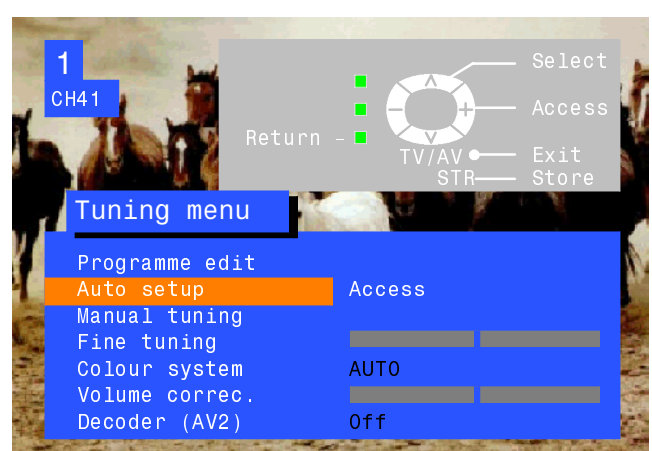 1
CH41
Select
Access
Return
TV/AV Exit
STR Store
Tuning menu
Programme edit
Auto setup Access
Manual tuning
Fine tuning
Colour system AUTO
Volume correc.
Decoder (AV2) Off